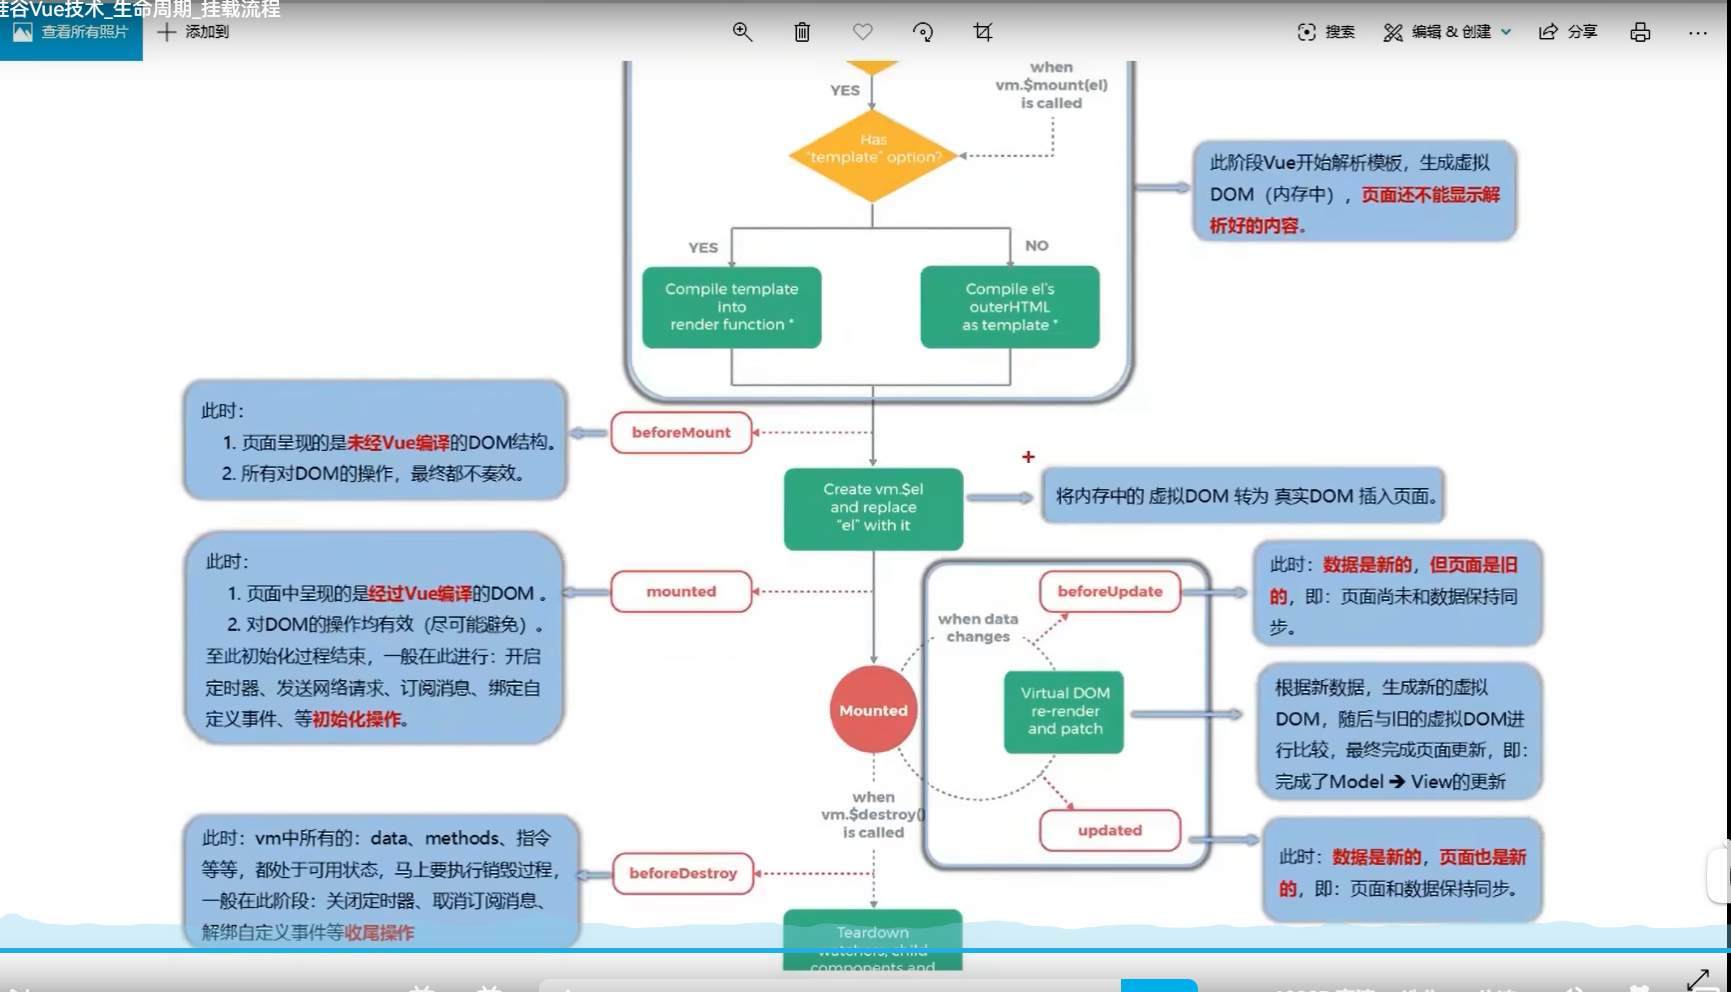 硅谷Vue技术_生命周期_挂载流程
查看所有照片
添加到
搜索
编辑 & 创建
分享
when
vm.$mount(el)
is called
YES
Has
"template" option?
此阶段Vue开始解析模板，生成虚拟
DOM（内存中），页面还不能显示解
析好的内容。
YES
NO
Compile template
into
render function *
Compile el's
outerHTML
as template *
此时：
1. 页面呈现的是未经Vue编译的DOM结构。
2. 所有对DOM的操作，最终都不奏效。
beforeMount
Create vm.$el
and replace
"el" with it
将内存中的 虚拟DOM 转为 真实DOM 插入页面。
此时：
1. 页面中呈现的是经过Vue编译的DOM 。
2. 对DOM的操作均有效（尽可能避免）。
至此初始化过程结束，一般在此进行：开启
定时器、发送网络请求、订阅消息、绑定自
定义事件、等初始化操作。
mounted
beforeUpdate
此时：数据是新的，但页面是旧
的，即：页面尚未和数据保持同
步。
when data
changes
Mounted
Virtual DOM
re-render
and patch
根据新数据，生成新的虚拟
DOM，随后与旧的虚拟DOM进
行比较，最终完成页面更新，即：
完成了Model ➔ View的更新
when
vm.$destroy()
is called
updated
此时：数据是新的，页面也是新
的，即：页面和数据保持同步。
此时：vm中所有的：data、methods、指令
等等，都处于可用状态，马上要执行销毁过程，
一般在此阶段：关闭定时器、取消订阅消息、
解绑自定义事件等收尾操作
beforeDestroy
Teardown
watchers, child
components and